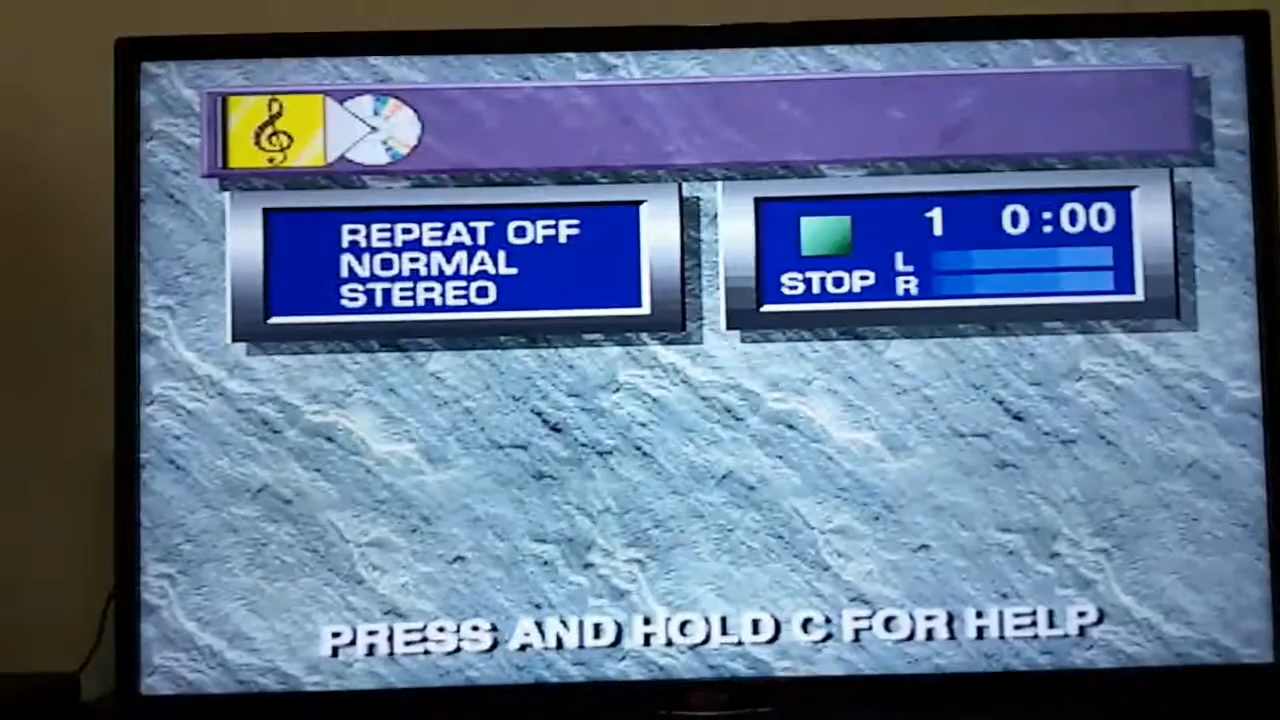 REPEAT OFF
NORMAL
STEREO
1 0:00
STOP
L
R
PRESS AND HOLD C FOR HELP